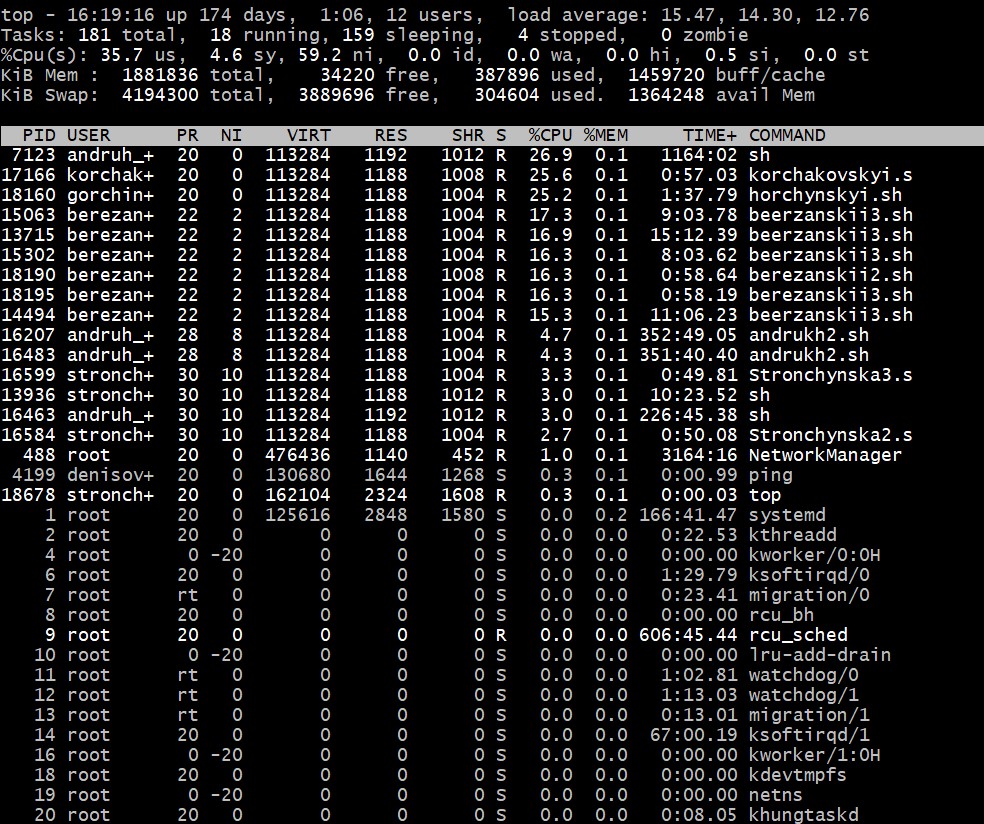 top - 16:19:16 up 174 days,  1:06, 12 users,  load average: 15.47, 14.30, 12.76
Tasks: 181 total,  18 running, 159 sleeping,   4 stopped,   0 zombie
%Cpu(s): 35.7 us,  4.6 sy, 59.2 ni,  0.0 id,  0.0 wa,  0.0 hi,  0.5 si,  0.0 st
KiB Mem :  1881836 total,    34220 free,   387896 used,  1459720 buff/cache
KiB Swap:  4194300 total,  3889696 free,   304604 used.  1364248 avail Mem
  PID USER      PR  NI    VIRT    RES    SHR S  %CPU %MEM     TIME+ COMMAND
 7123 andruh_+  20   0  113284   1192   1012 R  26.9  0.1   1164:02 sh
17166 korchak+  20   0  113284   1188   1008 R  25.6  0.1   0:57.03 korchakovskyi.s
18160 gorchin+  20   0  113284   1188   1004 R  25.2  0.1   1:37.79 horchynskyi.sh
15063 berezan+  22   2  113284   1188   1004 R  17.3  0.1   9:03.78 beerzanskii3.sh
13715 berezan+  22   2  113284   1188   1004 R  16.9  0.1  15:12.39 beerzanskii3.sh
15302 berezan+  22   2  113284   1188   1004 R  16.3  0.1   8:03.62 beerzanskii3.sh
18190 berezan+  22   2  113284   1188   1008 R  16.3  0.1   0:58.64 beerzanskii2.sh
18195 berezan+  22   2  113284   1188   1004 R  16.3  0.1   0:58.19 beerzanskii3.sh
14494 berezan+  22   2  113284   1188   1004 R  15.3  0.1  11:06.23 beerzanskii3.sh
16207 andruh_+  28   8  113284   1188   1004 R   4.7  0.1 352:49.05 andrukh2.sh
16483 andruh_+  28   8  113284   1188   1004 R   4.3  0.1 351:40.40 andrukh2.sh
16599 stronch+  30  10  113284   1188   1004 R   3.3  0.1   0:49.81 Stronchynska3.s
13936 stronch+  30  10  113284   1188   1008 R   3.0  0.1  10:23.52 sh
16463 andruh_+  30  10  113284   1192   1012 R   3.0  0.1 226:45.38 sh
16584 stronch+  30  10  113284   1188   1004 R   2.7  0.1   0:50.08 Stronchynska2.s
  488 root      20   0  476436   1140    452 R   1.0  0.1   3164:16 NetworkManager
 4199 denisov+  20   0  130680   1644   1268 S   0.3  0.1   0:00.99 ping
18678 stronch+  20   0  162104   2324   1608 R   0.3  0.1   0:00.03 top
    1 root      20   0  125616   2848   1580 S   0.0  0.2 166:41.47 systemd
    2 root      20   0       0      0      0 S   0.0  0.0   0:22.53 kthreadd
    4 root       0 -20       0      0      0 S   0.0  0.0   0:00.00 kworker/0:0H
    6 root      20   0       0      0      0 S   0.0  0.0   1:29.79 ksoftirqd/0
    7 root      rt   0       0      0      0 S   0.0  0.0   0:23.41 migration/0
    8 root      20   0       0      0      0 S   0.0  0.0   0:00.00 rcu_bh
    9 root      20   0       0      0      0 R   0.0  0.0 606:45.44 rcu_sched
   10 root       0 -20       0      0      0 S   0.0  0.0   0:00.00 lru-add-drain
   11 root      rt   0       0      0      0 S   0.0  0.0   1:02.81 watchdog/0
   12 root      rt   0       0      0      0 S   0.0  0.0   1:13.03 watchdog/1
   13 root      rt   0       0      0      0 S   0.0  0.0   0:13.01 migration/1
   14 root      20   0       0      0      0 S   0.0  0.0  67:00.19 ksoftirqd/1
   16 root       0 -20       0      0      0 S   0.0  0.0   0:00.00 kworker/1:0H
   18 root      20   0       0      0      0 S   0.0  0.0   0:00.00 kdevtmpfs
   19 root       0 -20       0      0      0 S   0.0  0.0   0:00.00 netns
   20 root      20   0       0      0      0 S   0.0  0.0   0:08.05 khungtaskd